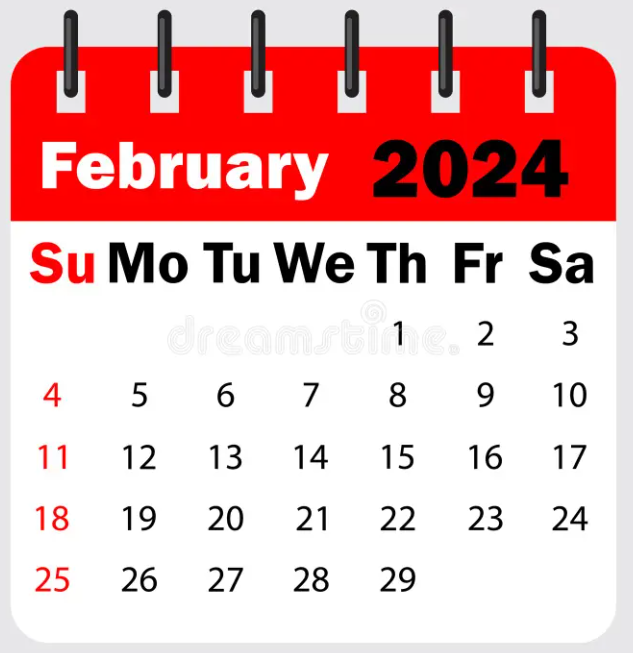 February 2024
Su Mo Tu We Th Fr Sa
1 2 3
dreamstime.
4 5 6 7 8 9 10
11 12 13 14 15 16 17
18 19 20 21 22 23 24
25 26 27 28 29